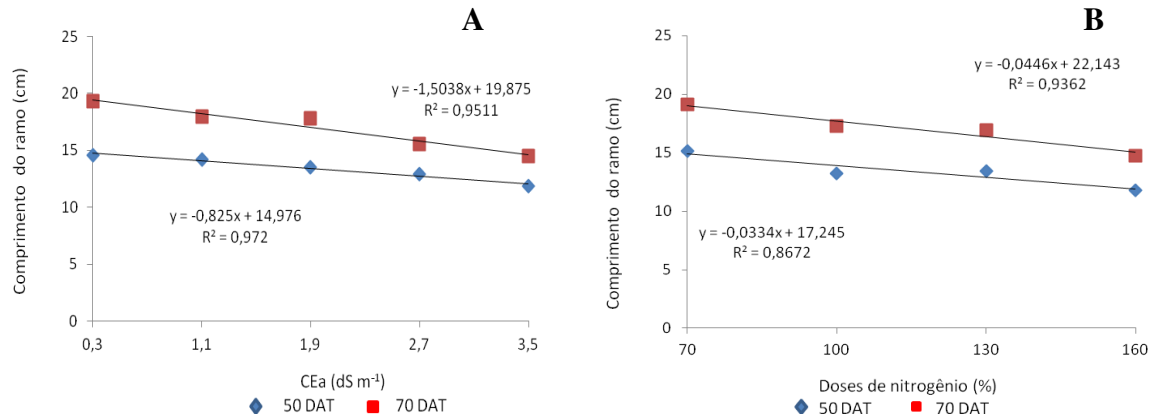 A
Comprimento do ramo (cm)
25
20
15
10
5
0
y = -1,5038x + 19,875
R² = 0,9511
y = -0,825x + 14,976
R² = 0,972
0,3 1,1 1,9 2,7 3,5
CEa (dS m⁻¹)
50 DAT 70 DAT
B
Comprimento do ramo (cm)
25
20
15
10
5
0
y = -0,0446x + 22,143
R² = 0,9362
y = -0,0334x + 17,245
R² = 0,8672
70 100 130 160
Doses de nitrogênio (%)
50 DAT 70 DAT